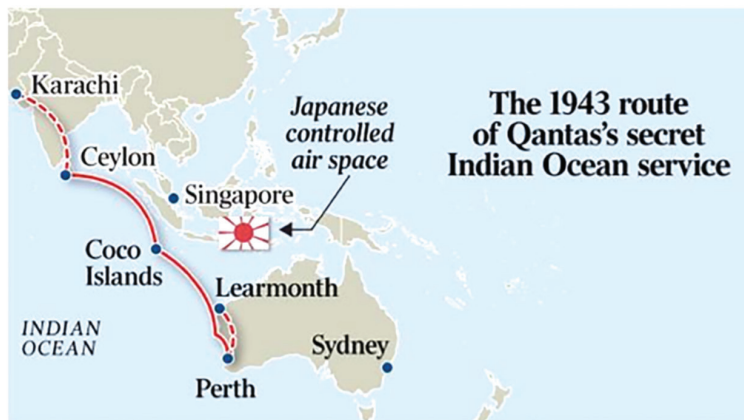 Karachi
Ceylon
Japanese
controlled
air space
The 1943 route
of Qantas's secret
Indian Ocean service
Singapore
Coco
Islands
Learmonth
INDIAN
OCEAN
Sydney
Perth